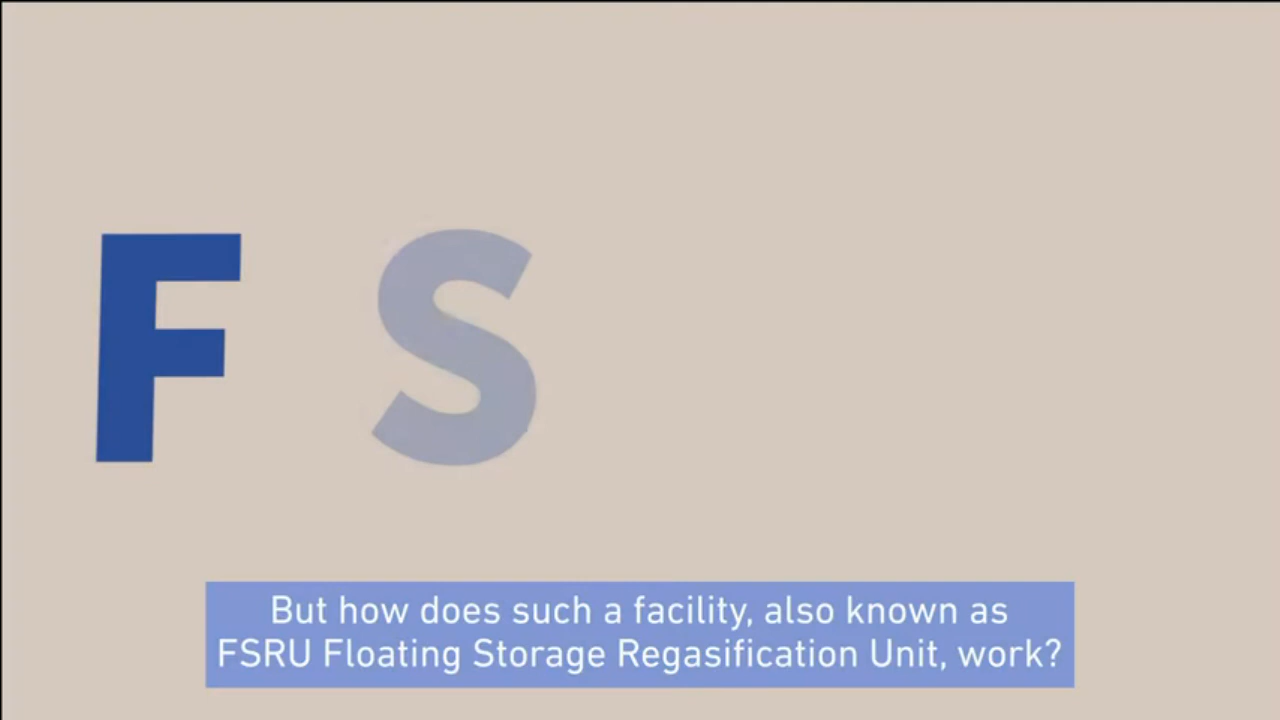 F S
But how does such a facility, also known as
FSRU Floating Storage Regasification Unit, work?